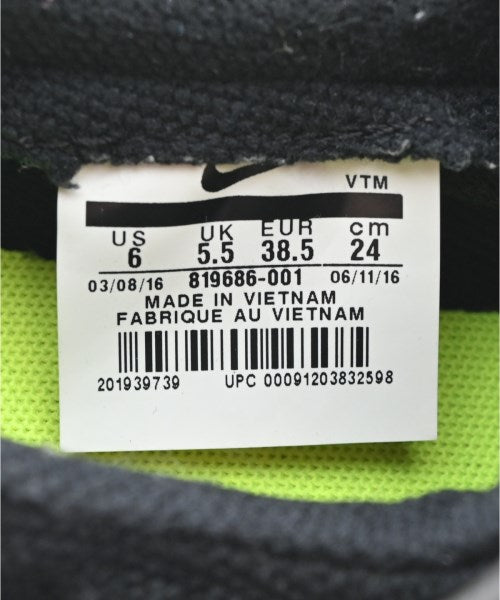 VTM
US UK EUR cm
6 5.5 38.5 24
03/08/16 819686-001 06/11/16
MADE IN VIETNAM
FABRIQUE AU VIETNAM
201939739 UPC 00091203832598